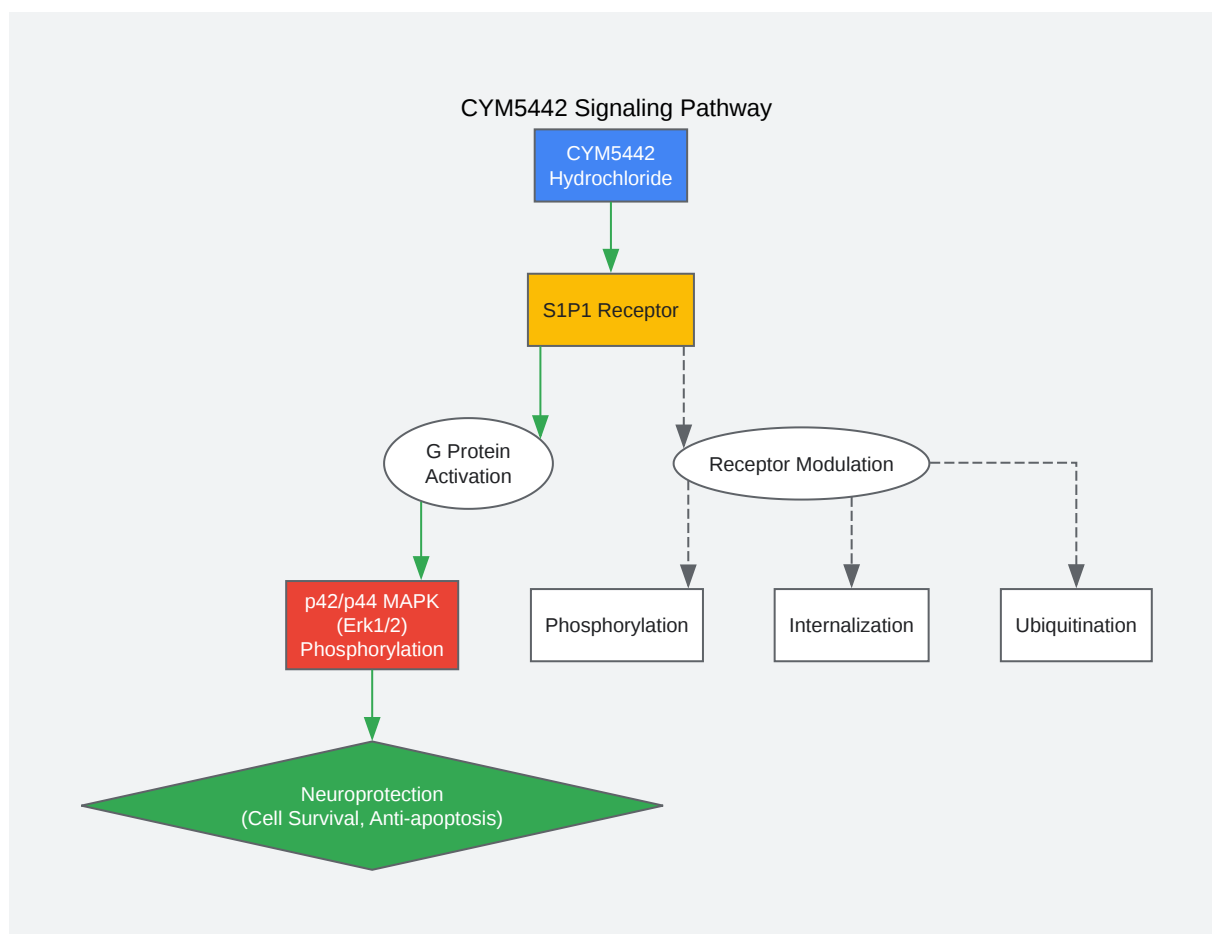 CYM5442 Signaling Pathway
CYM5442
Hydrochloride
S1P1 Receptor
G Protein
Activation
Receptor Modulation
p42/p44 MAPK
(Erk1/2)
Phosphorylation
Phosphorylation
Internalization
Ubiquitination
Neuroprotection
(Cell Survival, Anti-apoptosis)